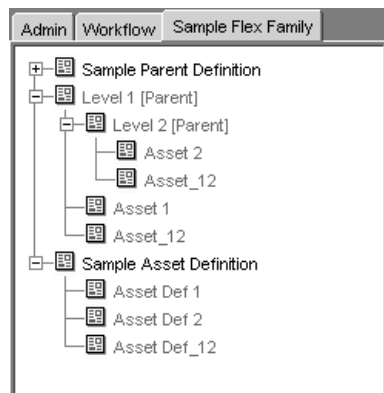 Admin Workflow Sample Flex Family
Sample Parent Definition
Level 1 [Parent]
Level 2 [Parent]
Asset 2
Asset_12
Asset 1
Asset_12
Sample Asset Definition
Asset Def 1
Asset Def 2
Asset Def_12